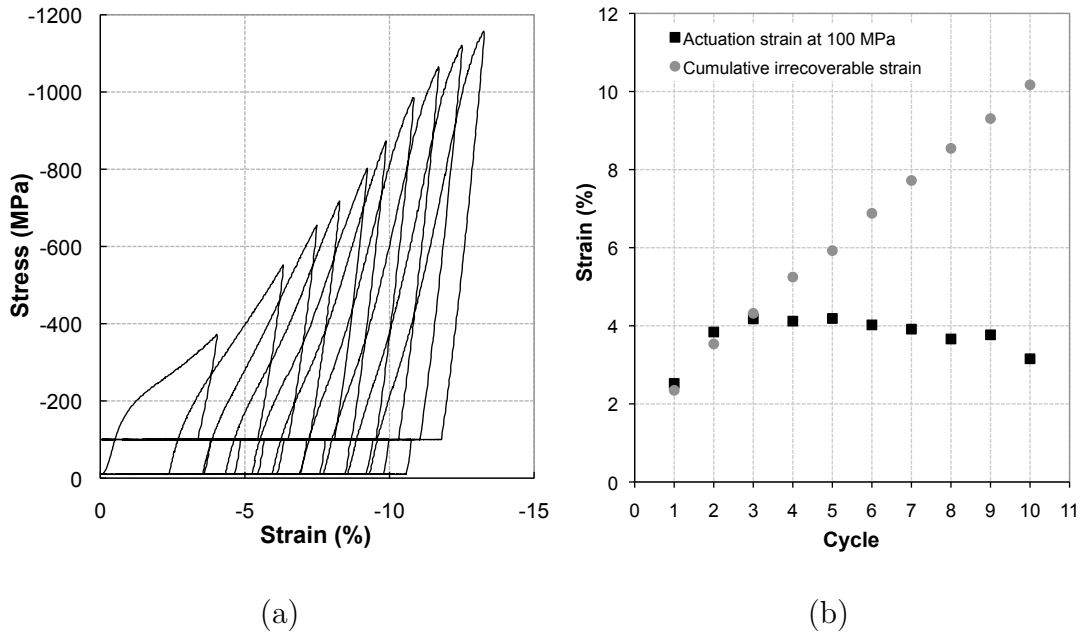 -1200
-1000
-800
-600
-400
-200
0
Stress (MPa)
0 -5 -10 -15
Strain (%)
(a)
12
10
8
6
4
2
0
Strain (%)
Actuation strain at 100 MPa
Cumulative irrecoverable strain
0 1 2 3 4 5 6 7 8 9 10 11
Cycle
(b)